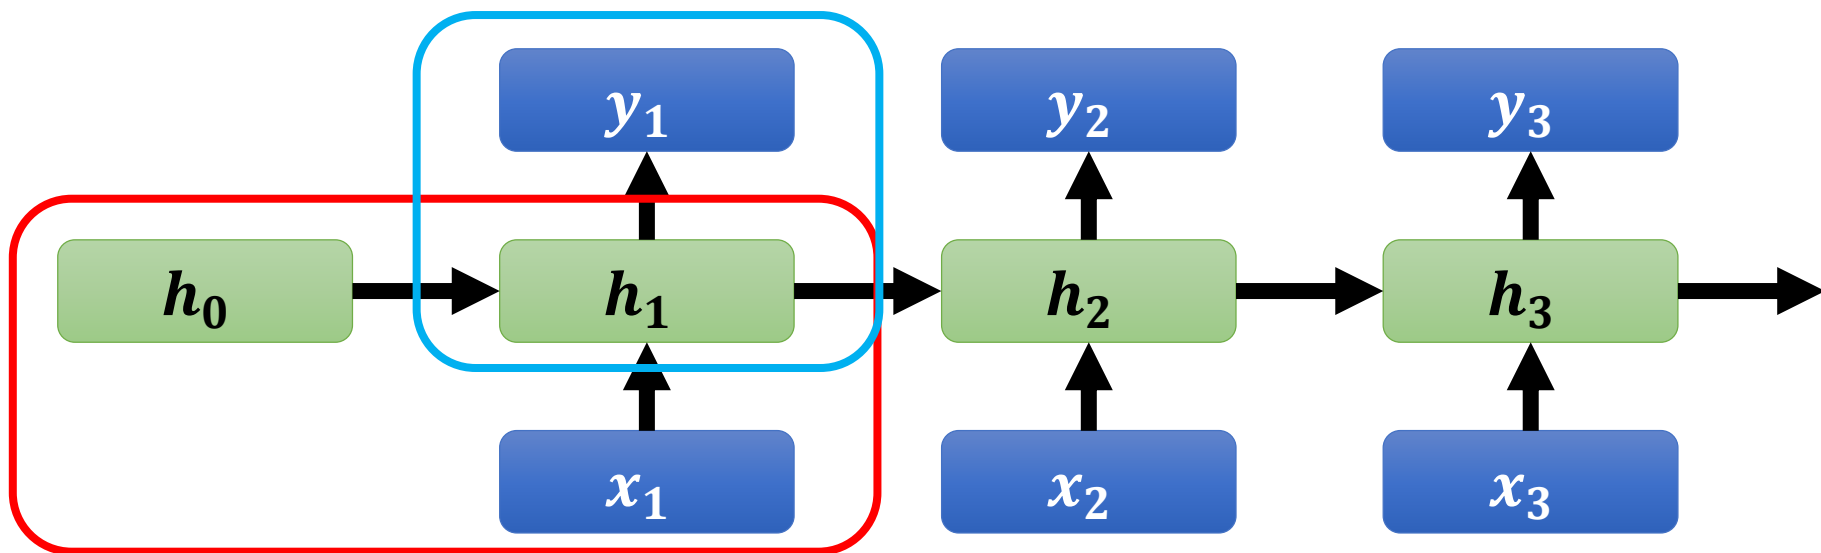 y₁ y₂ y₃
h₀ h₁ h₂ h₃
x₁ x₂ x₃